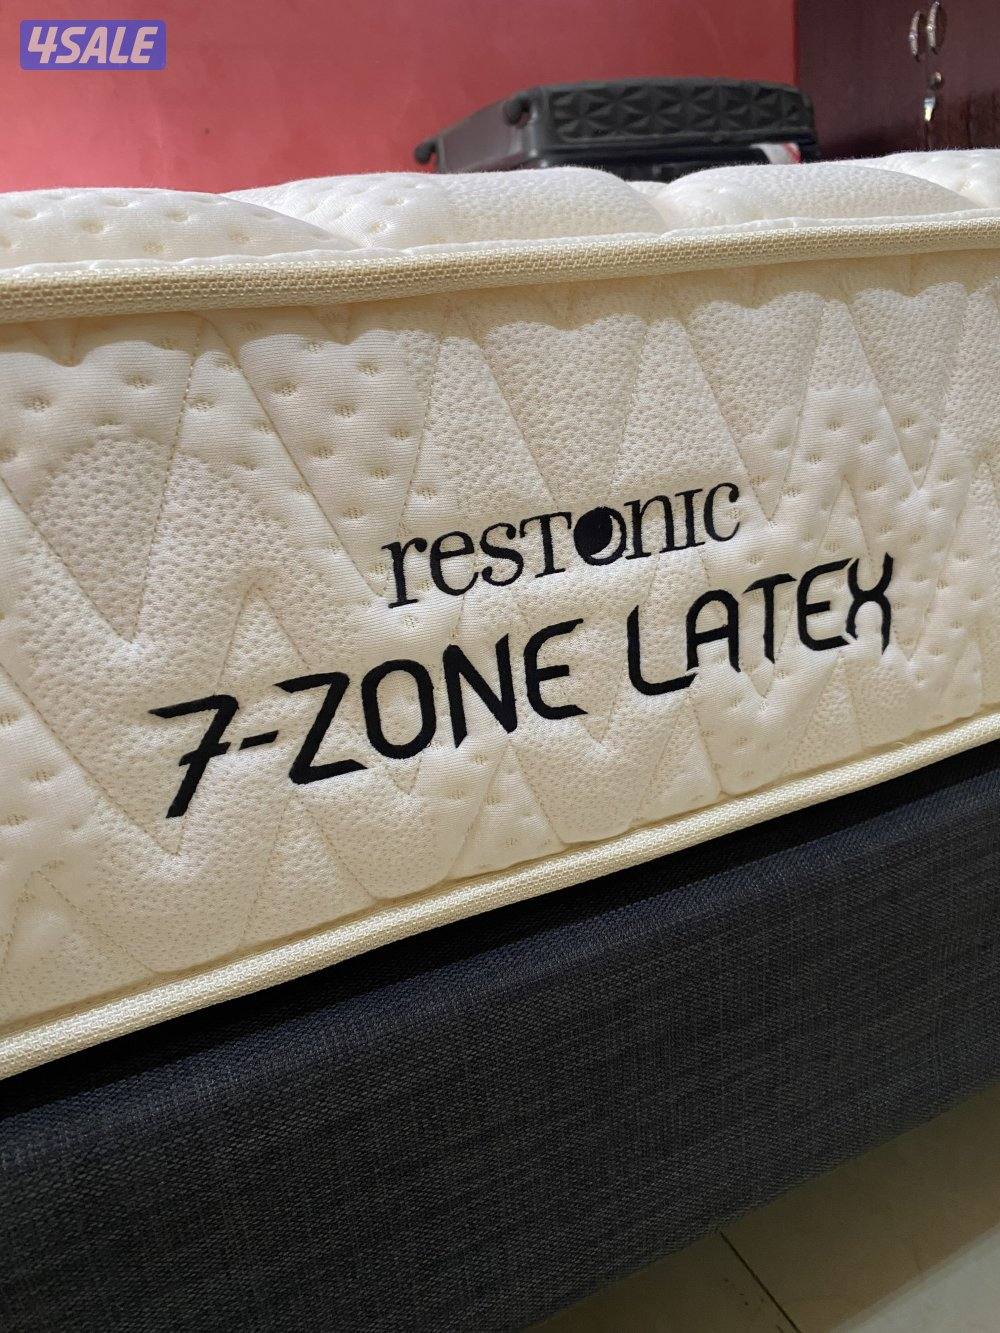 4SALE
resTonic
7-ZONE LATEX